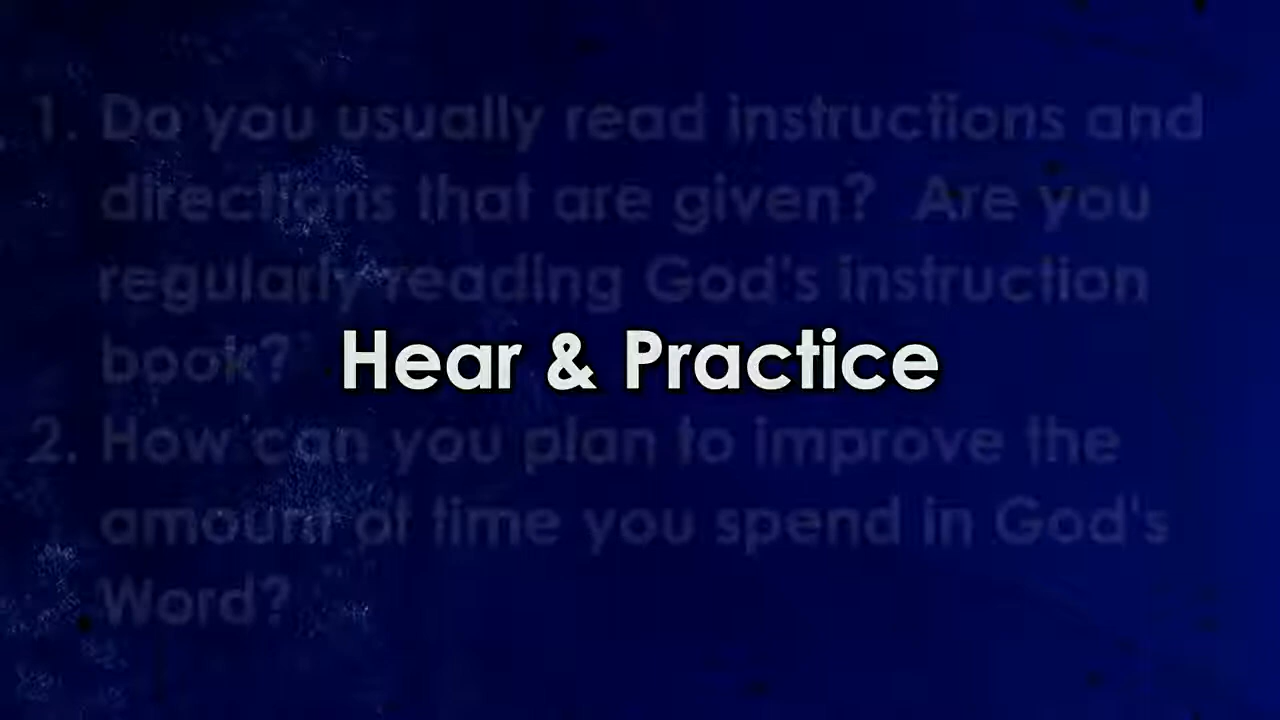 1. Do you usually read instructions and
directions that are given? Are you
regularly reading God's instruction
book?
Hear & Practice
2. How can you plan to improve the
amount of time you spend in God's
Word?